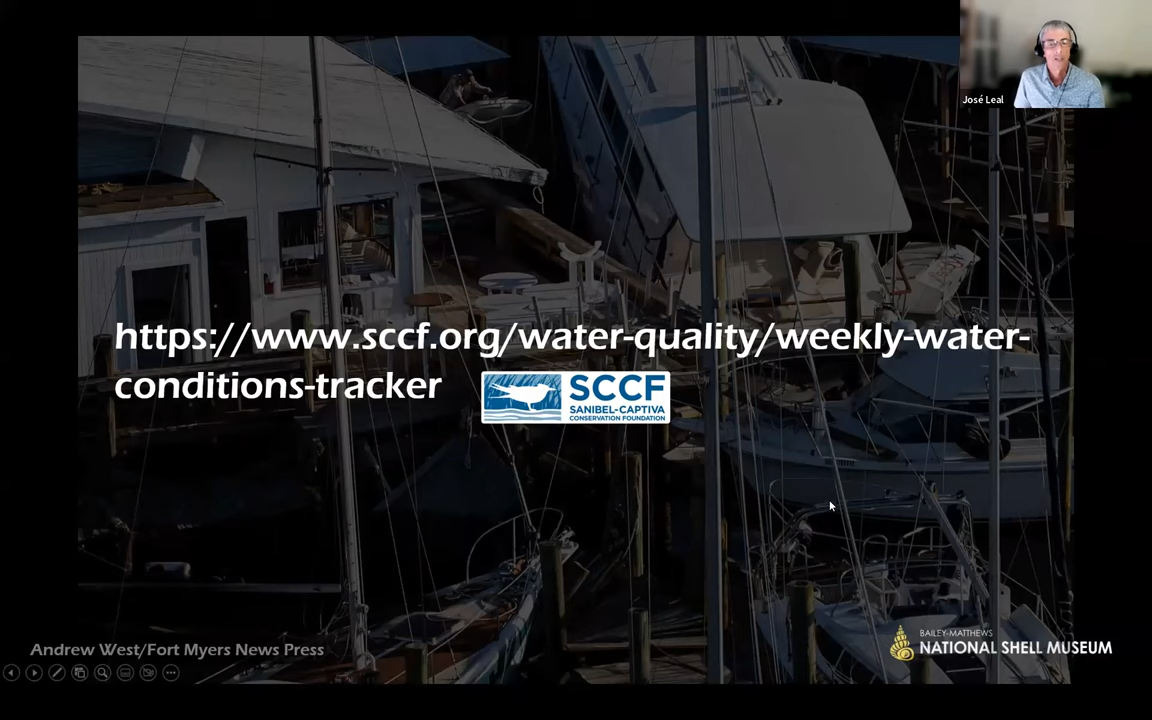 José Leal
https://www.sccf.org/water-quality/weekly-water-
conditions-tracker
SCCF
SANIBEL-CAPTIVA
CONSERVATION FOUNDATION
Andrew West/Fort Myers News Press
BAILEY-MATTHEWS
NATIONAL SHELL MUSEUM